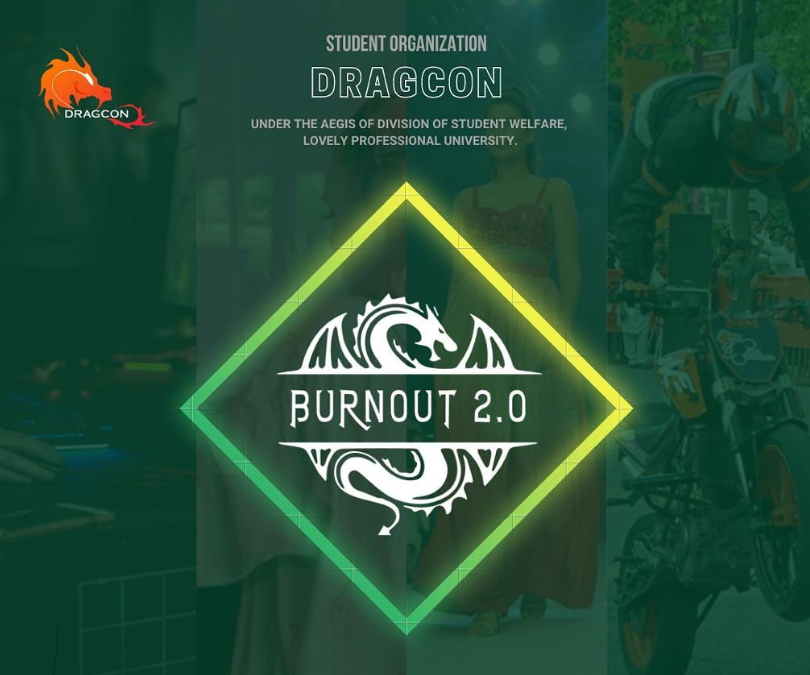 STUDENT ORGANIZATION
DRAGCON
DRAGCON
UNDER THE AEGIS OF DIVISION OF STUDENT WELFARE,
LOVELY PROFESSIONAL UNIVERSITY.
BURNOUT 2.0